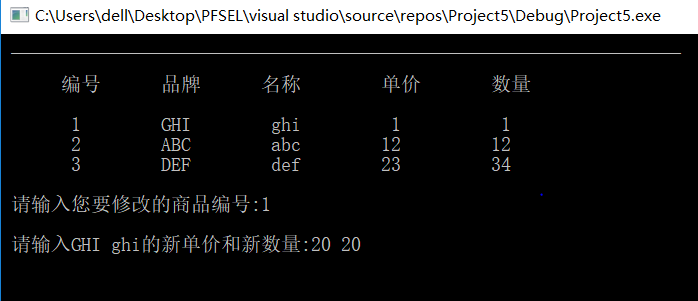 C:\Users\dell\Desktop\PFSEL\visual studio\source\repos\Project5\Debug\Project5.exe
编号 品牌 名称 单价 数量
1 GHI ghi 1 1
2 ABC abc 12 12
3 DEF def 23 34
请输入您要修改的商品编号:1
请输入GHI ghi的新单价和新数量:20 20